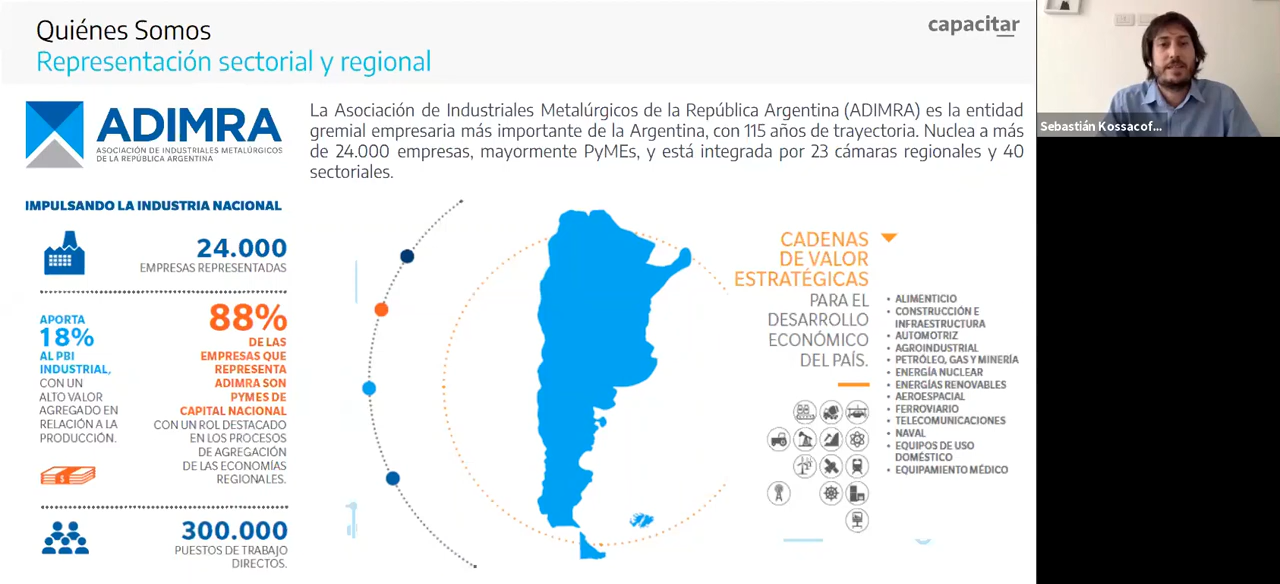 Quiénes Somos
Representación sectorial y regional
capacitar
Sebastián Kossacof...
ADIMRA
ASOCIACIÓN DE INDUSTRIALES METALÚRGICOS
DE LA REPÚBLICA ARGENTINA
La Asociación de Industriales Metalúrgicos de la República Argentina (ADIMRA) es la entidad
gremial empresaria más importante de la Argentina, con 115 años de trayectoria. Nuclea a más
de 24.000 empresas, mayormente PyMEs, y está integrada por 23 cámaras regionales y 40
sectoriales.
IMPULSANDO LA INDUSTRIA NACIONAL
24.000
EMPRESAS REPRESENTADAS
APORTA
18%
AL PBI
INDUSTRIAL,
CON UN
ALTO VALOR
AGREGADO EN
RELACIÓN A LA
PRODUCCIÓN.
88%
DE LAS
EMPRESAS QUE
REPRESENTA
ADIMRA SON
PYMES DE
CAPITAL NACIONAL
CON UN ROL DESTACADO
EN LOS PROCESOS
DE AGREGACIÓN
DE LAS ECONOMÍAS
REGIONALES.
300.000
PUESTOS DE TRABAJO
DIRECTOS.
CADENAS
DE VALOR
ESTRATÉGICAS
PARA EL
DESARROLLO
ECONÓMICO
DEL PAÍS.
• ALIMENTICIO
• CONSTRUCCIÓN E
INFRAESTRUCTURA
• AUTOMOTRIZ
• AGROINDUSTRIAL
• PETRÓLEO, GAS Y MINERÍA
• ENERGÍA NUCLEAR
• ENERGÍAS RENOVABLES
• AEROESPACIAL
• FERROVIARIO
• TELECOMUNICACIONES
• NAVAL
• EQUIPOS DE USO
DOMÉSTICO
• EQUIPAMIENTO MÉDICO